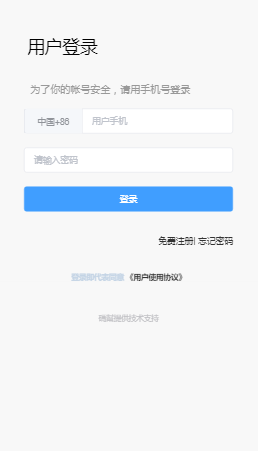 用户登录
为了你的帐号安全，请用手机号登录
中国+86 用户手机
请输入密码
登录
免费注册| 忘记密码
登录即代表同意《用户使用协议》
提供技术支持